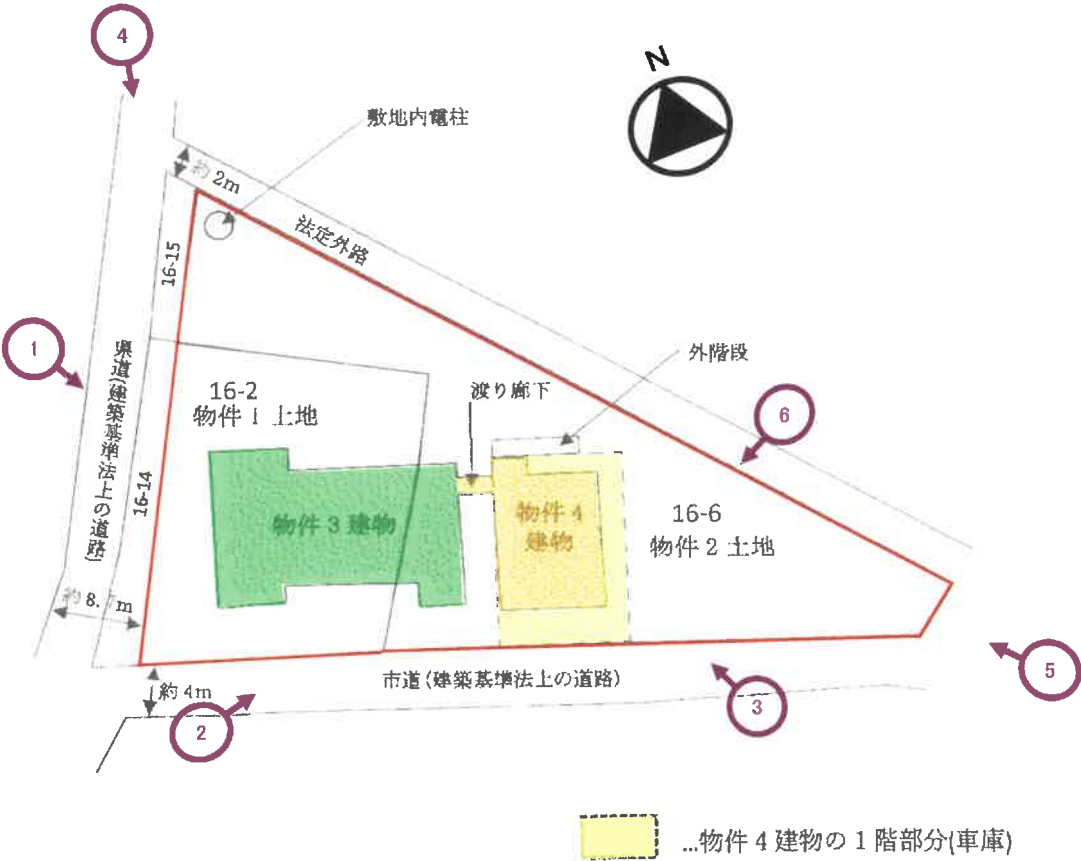 4
N
敷地内電柱
約 2m
法定外路
16-15
1
県道(建築基準法上の道路)
外階段
16-2
物件 1 土地
渡り廊下
6
16-14
物件 3 建物
物件 4
建物
16-6
物件 2 土地
約 8. m
5
市道(建築基準法上の道路)
約 4m
3
2
...物件 4 建物の 1 階部分(車庫)